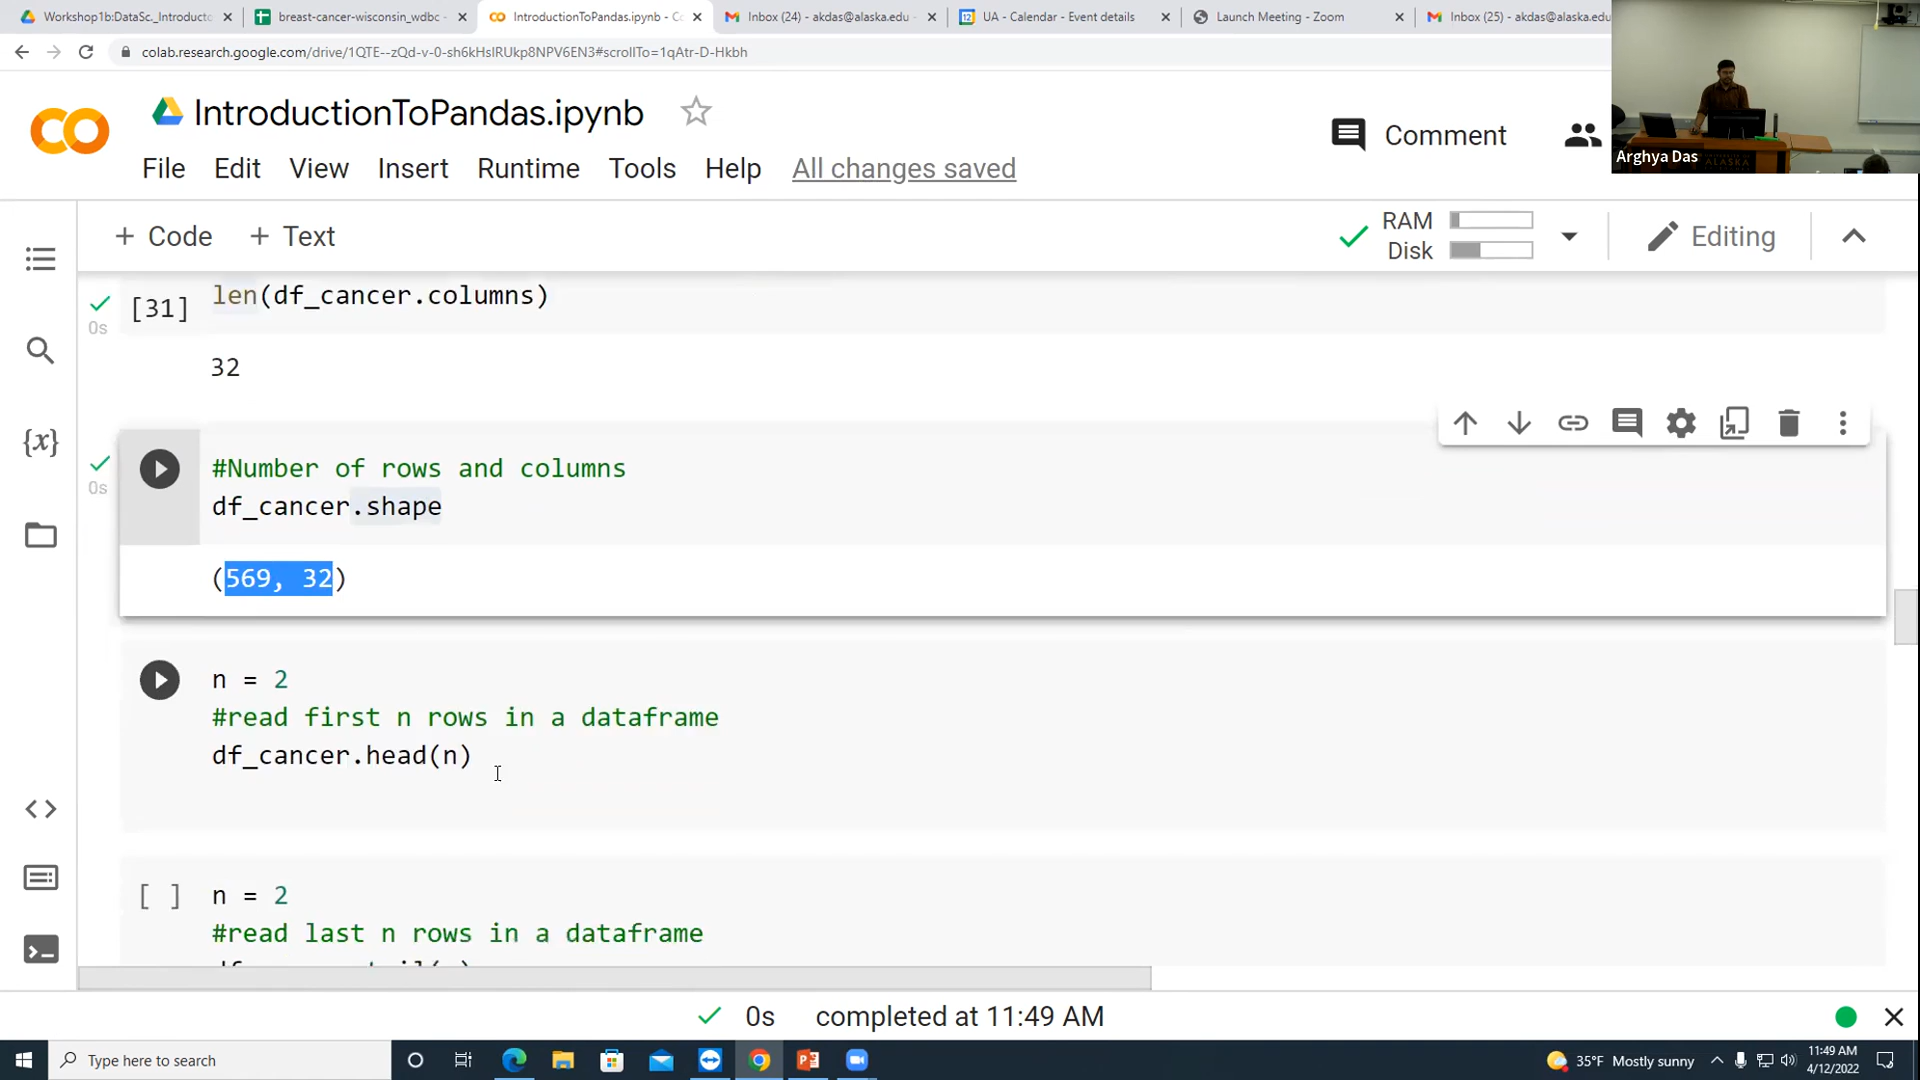 Workshop1b:DataSc._Introducto
breast-cancer-wisconsin_wdbc -
IntroductionToPandas.ipynb - Co
Inbox (24) - akdas@alaska.edu -
UA - Calendar - Event details
Launch Meeting - Zoom
Inbox (25) - akdas@alaska.edu
colab.research.google.com/drive/1QTE--zQd-v-0-sh6kHslRUkp8NPV6EN3#scrollTo=1qAtr-D-Hkbh
IntroductionToPandas.ipynb
Comment
Arghya Das
File Edit View Insert Runtime Tools Help All changes saved
+ Code + Text
RAM
Disk
Editing
[31] len(df_cancer.columns)
0s
32
#Number of rows and columns
0s
df_cancer.shape
(569, 32)
n = 2
#read first n rows in a dataframe
df_cancer.head(n)
[ ] n = 2
#read last n rows in a dataframe
0s completed at 11:49 AM
Type here to search
35°F Mostly sunny
11:49 AM
4/12/2022